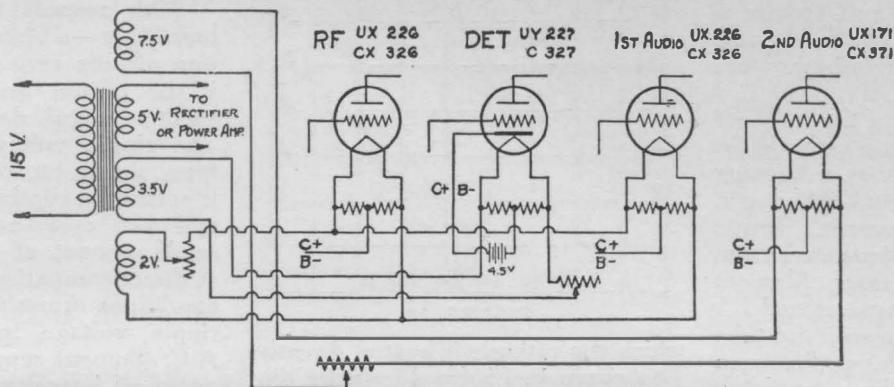 RF UX 226
CX 326
DET UY 227
C 327
1ST AUDIO UX.226
CX 326
2ND AUDIO UX171
CX 371
7.5V
115 V.
5V.
TO
RECTIFIER
OR POWER AMP.
3.5V
2V
C+
B-
C+ B-
4.5V
C+
B-
C+
B-